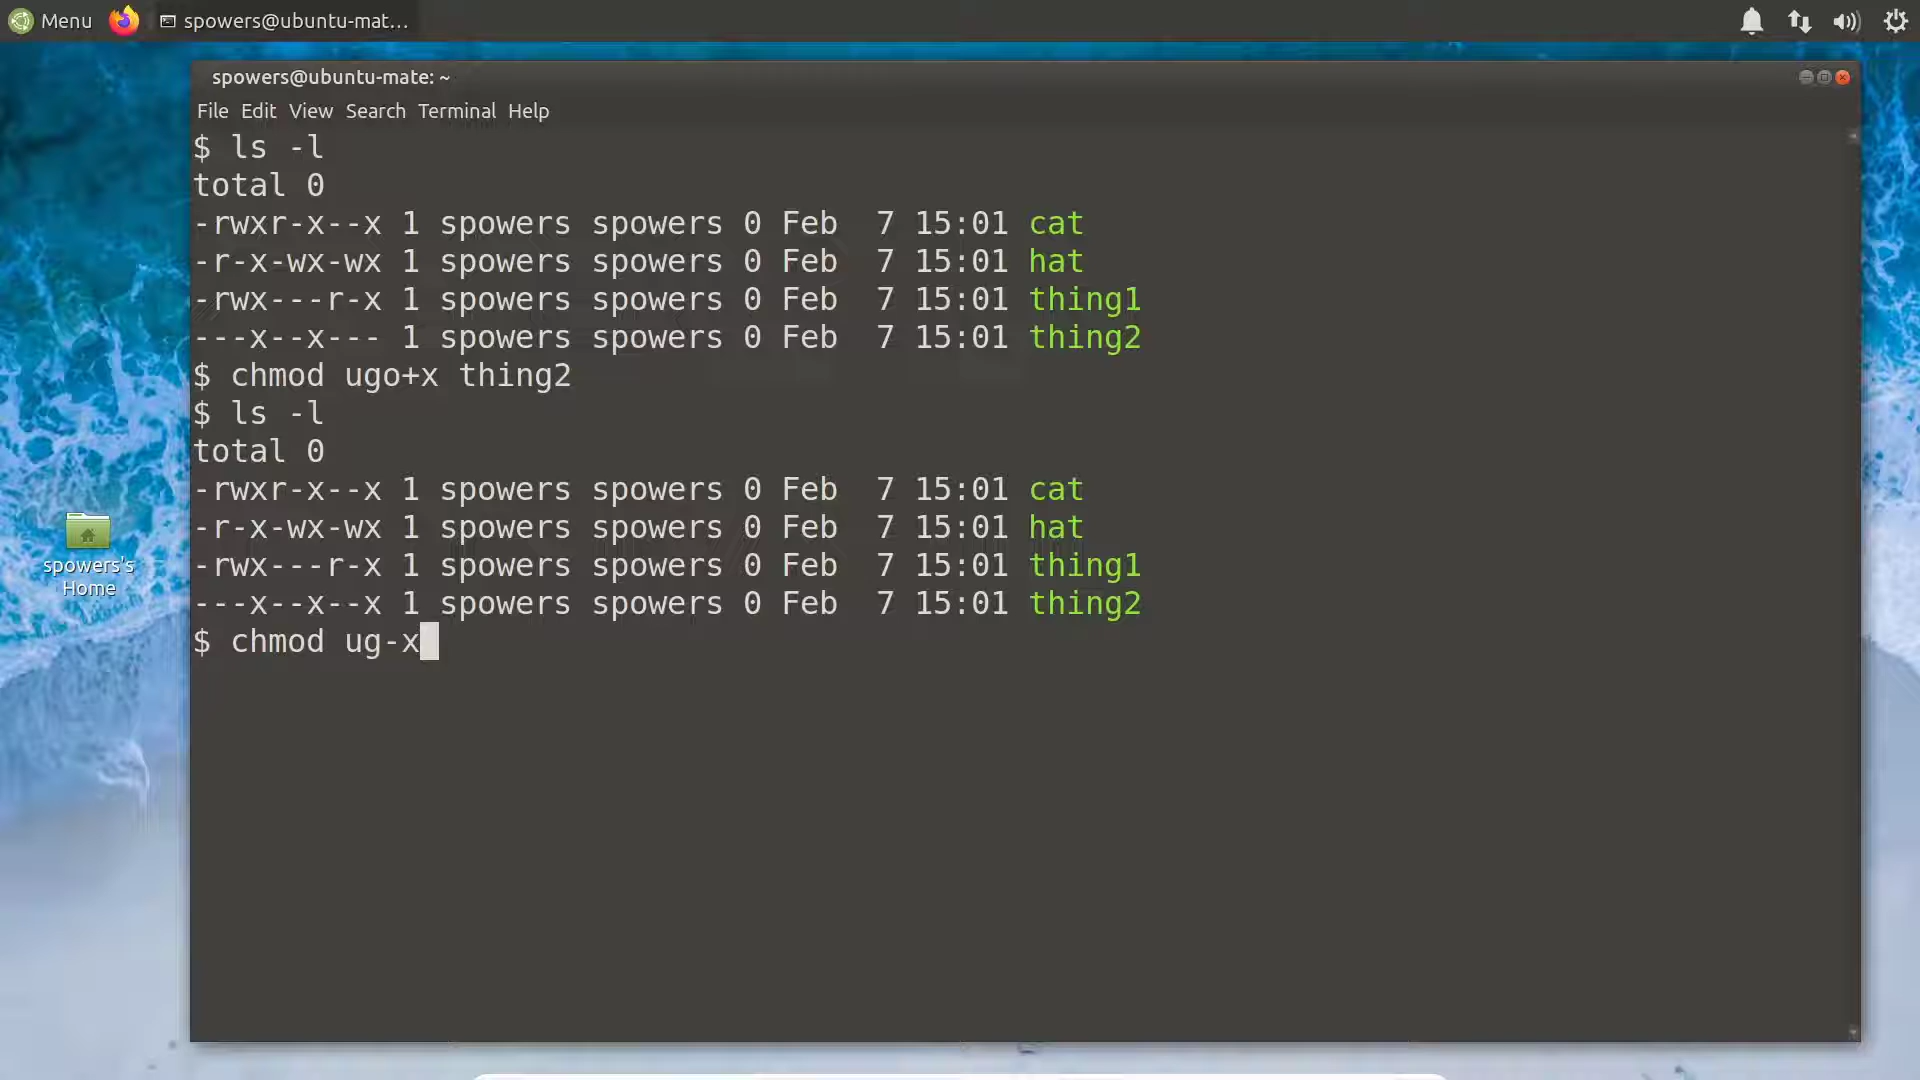 Menu spowers@ubuntu-mat...
spowers@ubuntu-mate: ~
File Edit View Search Terminal Help
$ ls -l
total 0
-rwxr-x--x 1 spowers spowers 0 Feb  7 15:01 cat
-r-x-wx-wx 1 spowers spowers 0 Feb  7 15:01 hat
-rwx---r-x 1 spowers spowers 0 Feb  7 15:01 thing1
---x--x--- 1 spowers spowers 0 Feb  7 15:01 thing2
$ chmod ugo+x thing2
$ ls -l
total 0
-rwxr-x--x 1 spowers spowers 0 Feb  7 15:01 cat
-r-x-wx-wx 1 spowers spowers 0 Feb  7 15:01 hat
-rwx---r-x 1 spowers spowers 0 Feb  7 15:01 thing1
---x--x--x 1 spowers spowers 0 Feb  7 15:01 thing2
$ chmod ug-x
spowers's
Home